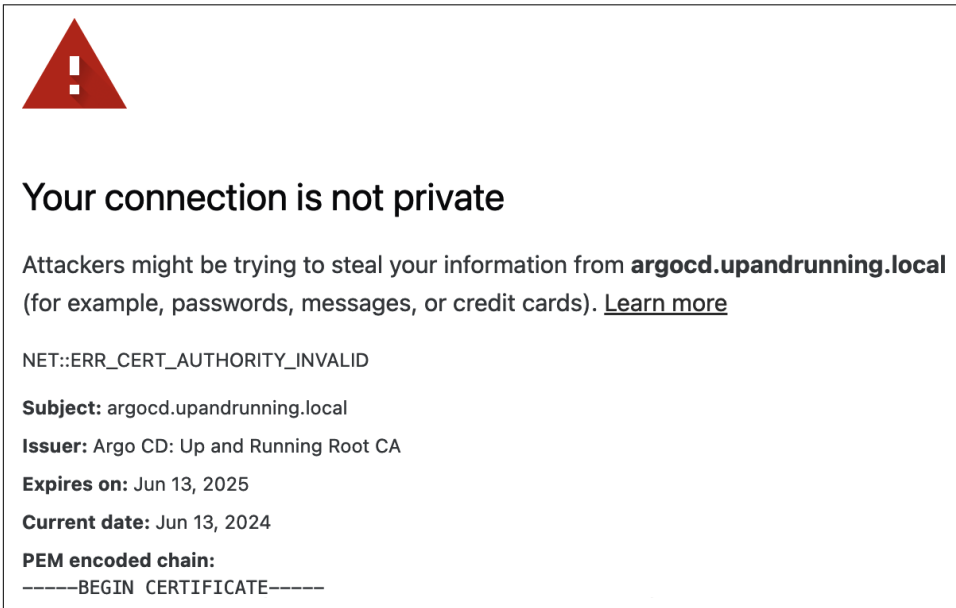 Your connection is not private
Attackers might be trying to steal your information from argocd.upandrunning.local
(for example, passwords, messages, or credit cards). Learn more
NET::ERR_CERT_AUTHORITY_INVALID
Subject: argocd.upandrunning.local
Issuer: Argo CD: Up and Running Root CA
Expires on: Jun 13, 2025
Current date: Jun 13, 2024
PEM encoded chain:
-----BEGIN CERTIFICATE-----